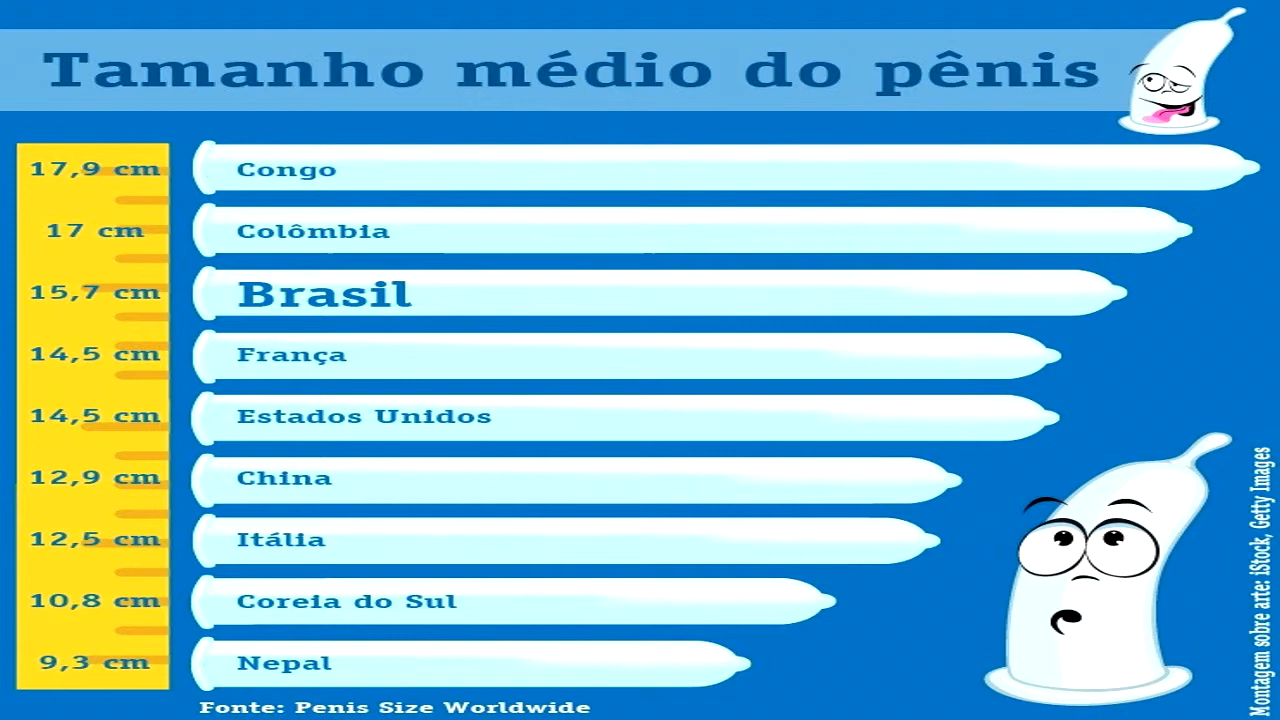 Tamanho médio do pênis
17,9 cm Congo
17 cm Colômbia
15,7 cm Brasil
14,5 cm França
14,5 cm Estados Unidos
12,9 cm China
12,5 cm Itália
10,8 cm Coreia do Sul
9,3 cm Nepal
Fonte: Penis Size Worldwide
Montagem sobre arte: iStock, Getty Images